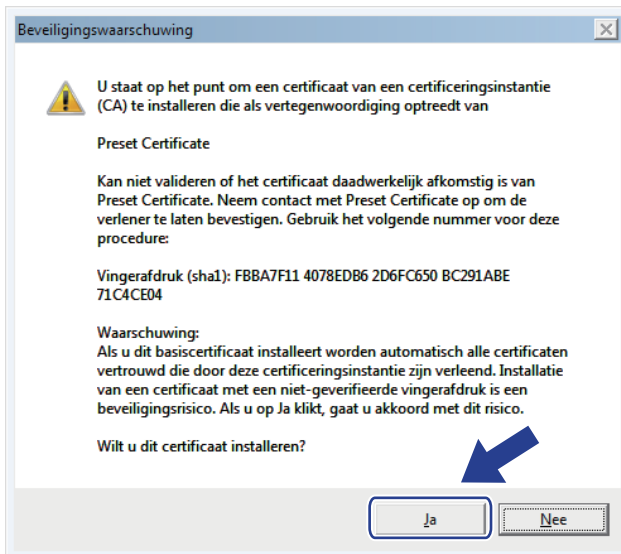 Beveiligingswaarschuwing
U staat op het punt om een certificaat van een certificeringsinstantie
(CA) te installeren die als vertegenwoordiging optreedt van
Preset Certificate
Kan niet valideren of het certificaat daadwerkelijk afkomstig is van
Preset Certificate. Neem contact met Preset Certificate op om de
verlener te laten bevestigen. Gebruik het volgende nummer voor deze
procedure:
Vingerafdruk (sha1): FBBA7F11 4078EDB6 2D6FC650 BC291ABE
71C4CE04
Waarschuwing:
Als u dit basiscertificaat installeert worden automatisch alle certificaten
vertrouwd die door deze certificeringsinstantie zijn verleend. Installatie
van een certificaat met een niet-geverifieerde vingerafdruk is een
beveiligingsrisico. Als u op Ja klikt, gaat u akkoord met dit risico.
Wilt u dit certificaat installeren?
Ja Nee